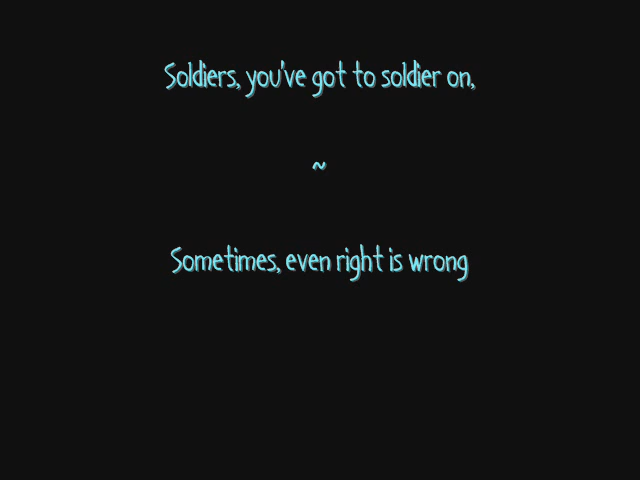 Soldiers, you've got to soldier on,
~
Sometimes, even right is wrong